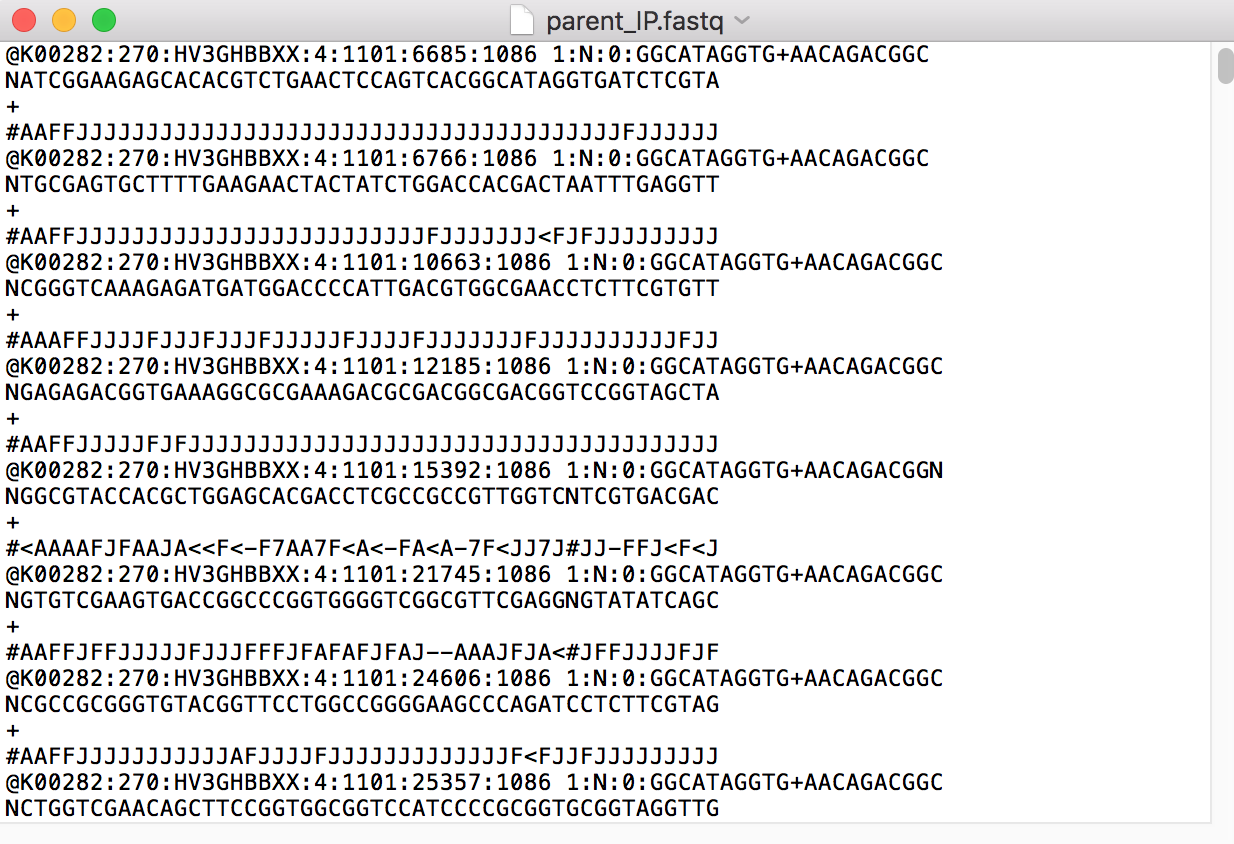 parent_IP.fastq
@K00282:270:HV3GHBBXX:4:1101:6685:1086 1:N:0:GGCATAGGTG+AACAGACGGC
NATCGGAAGAGCACACGTCTGAACTCCAGTCACGGCATAGGTGATCTCGTA
+
#AAFFJJJJJJJJJJJJJJJJJJJJJJJJJJJJJJJJJJJJJJJFJJJJJJ
@K00282:270:HV3GHBBXX:4:1101:6766:1086 1:N:0:GGCATAGGTG+AACAGACGGC
NTGCGAGTGCTTTTGAAGAACTACTATCTGGACCACGACTAATTTGAGGTT
+
#AAFFJJJJJJJJJJJJJJJJJJJJJJJJJFJJJJJJJ<FJFJJJJJJJJJ
@K00282:270:HV3GHBBXX:4:1101:10663:1086 1:N:0:GGCATAGGTG+AACAGACGGC
NCGGGTCAAAGAGATGATGGACCCCATTGACGTGGCGAACCTCTTCGTGTT
+
#AAAFFJJJJFJJJFJJJFJJJJJFJJJJFJJJJJJJFJJJJJJJJJJFJJ
@K00282:270:HV3GHBBXX:4:1101:12185:1086 1:N:0:GGCATAGGTG+AACAGACGGC
NGAGAGACGGTGAAAGGCGCGAAAGACGCGACGGCGACGGTCCGGTAGCTA
+
#AAFFJJJJJFJFJJJJJJJJJJJJJJJJJJJJJJJJJJJJJJJJJJJJJJ
@K00282:270:HV3GHBBXX:4:1101:15392:1086 1:N:0:GGCATAGGTG+AACAGACGGN
NGGCGTACCACGCTGGAGCACGACCTCGCCGCCGTTGGTCNTCGTGACGAC
+
#<AAAAFJFAAJA<<F<-F7AA7F<A<-FA<A-7F<JJ7J#JJ-FFJ<F<J
@K00282:270:HV3GHBBXX:4:1101:21745:1086 1:N:0:GGCATAGGTG+AACAGACGGC
NGTGTCGAAGTGACCGGCCCGGTGGGGTCGGCGTTCGAGGNGTATATCAGC
+
#AAFFJFFJJJJJFJJJFFFJFAFAFJFAJ--AAAJFJA<#JFFJJJJFJF
@K00282:270:HV3GHBBXX:4:1101:24606:1086 1:N:0:GGCATAGGTG+AACAGACGGC
NCGCCGCGGGTGTACGGTTCCTGGCCGGGGAAGCCCAGATCCTCTTCGTAG
+
#AAFFJJJJJJJJJJJAFJJJJFJJJJJJJJJJJJJF<FJJFJJJJJJJJJ
@K00282:270:HV3GHBBXX:4:1101:25357:1086 1:N:0:GGCATAGGTG+AACAGACGGC
NCTGGTCGAACAGCTTCCGGTGGCGGTCCATCCCCGCGGTGCGGTAGGTTG